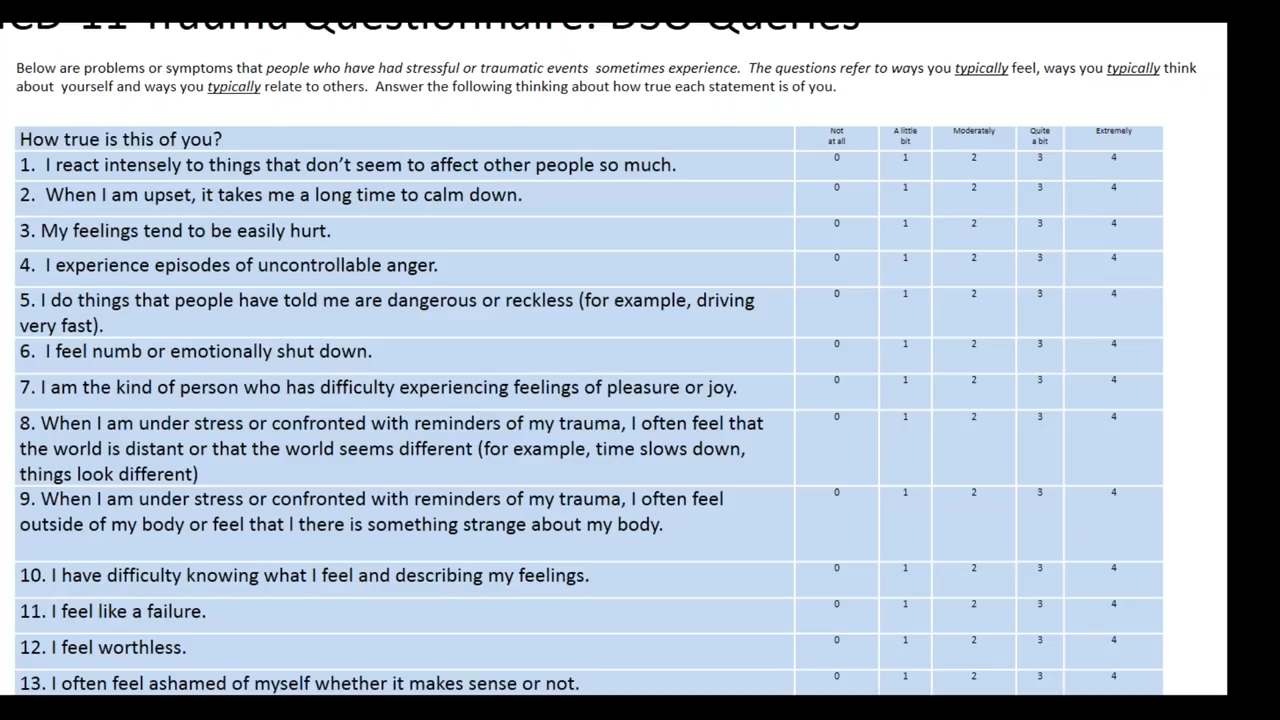 Trauma Questionnaire: DSO Queries
Below are problems or symptoms that people who have had stressful or traumatic events sometimes experience. The questions refer to ways you typically feel, ways you typically think
about yourself and ways you typically relate to others. Answer the following thinking about how true each statement is of you.
How true is this of you? Not at all A little bit Moderately Quite a bit Extremely
1. I react intensely to things that don't seem to affect other people so much. 0 1 2 3 4
2. When I am upset, it takes me a long time to calm down. 0 1 2 3 4
3. My feelings tend to be easily hurt. 0 1 2 3 4
4. I experience episodes of uncontrollable anger. 0 1 2 3 4
5. I do things that people have told me are dangerous or reckless (for example, driving 0 1 2 3 4
very fast).
6. I feel numb or emotionally shut down. 0 1 2 3 4
7. I am the kind of person who has difficulty experiencing feelings of pleasure or joy. 0 1 2 3 4
8. When I am under stress or confronted with reminders of my trauma, I often feel that 0 1 2 3 4
the world is distant or that the world seems different (for example, time slows down,
things look different)
9. When I am under stress or confronted with reminders of my trauma, I often feel 0 1 2 3 4
outside of my body or feel that I there is something strange about my body.
10. I have difficulty knowing what I feel and describing my feelings. 0 1 2 3 4
11. I feel like a failure. 0 1 2 3 4
12. I feel worthless. 0 1 2 3 4
13. I often feel ashamed of myself whether it makes sense or not. 0 1 2 3 4